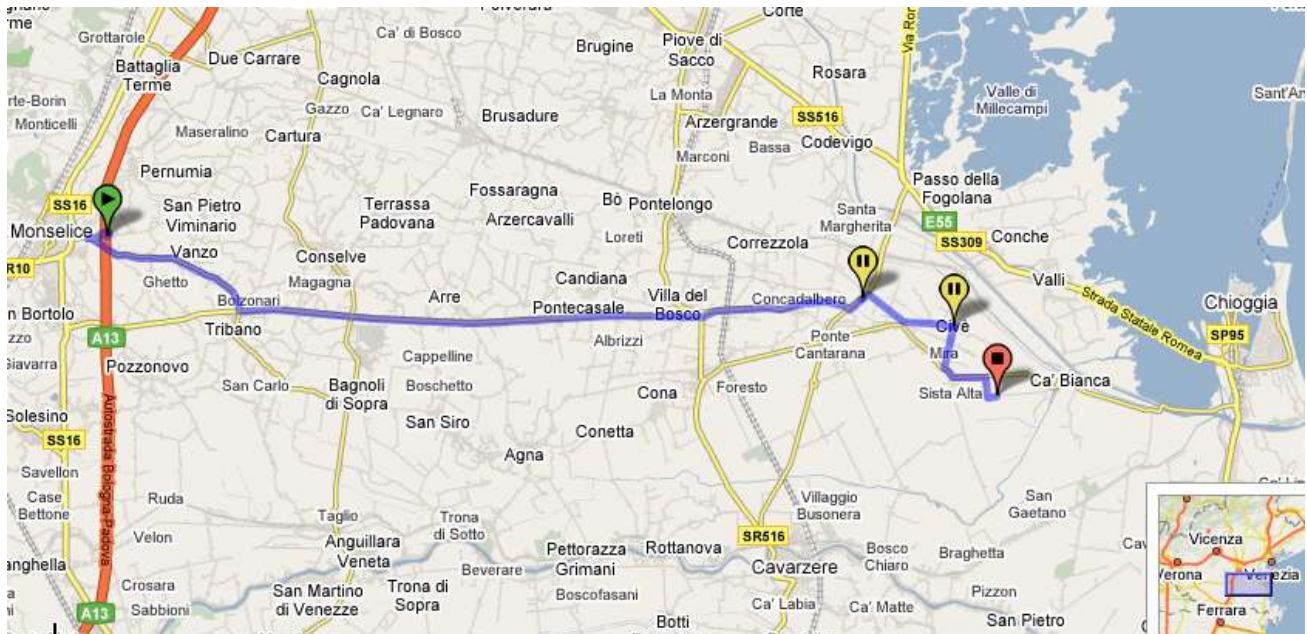 Corte
Grottarole
Ca' di Bosco
Brugine
Piove di
Sacco
Battaglia
Terme
Due Carrare
Cagnola
Rosara
Via Rom
Valle di
Millecampi
Sant'An
Monticelli
Maseralino
Gazzo
Ca' Legnaro
Brusadure
La Monta
Arzergrande
SS516
Cartura
Marconi
Bassa
Codevigo
Pernumia
Passo della
Fogolana
SS16
San Pietro
Viminario
Terrassa
Padovana
Fossaragna
Arzercavalli
Bò
Pontelongo
Santa
Margherita
E55
Monselice
Loreti
Correzzola
SS309
Conche
Vanzo
Conselve
R10
Ghetto
Magagna
Candiana
Valli
Bolzonari
Arre
Pontecasale
Villa del
Bosco
Concadalbero
Chioggia
n Bortolo
Tribano
Cive
Strada Statale Romea
SP95
A13
Albrizzi
Ponte
Cantarana
Mira
Giavarra
Pozzonovo
Cappelline
San Carlo
Bagnoli
di Sopra
Boschetto
Cona
Foresto
Sista Alta
Ca' Bianca
Solesino
San Siro
Conetta
SS16
Autostrada Bologna-Padova
Agna
Savellon
Case
Bettone
Ruda
Villaggio
Busonera
San
Gaetano
Taglio
Trona
di Sotto
Velon
Anguillara
Veneta
Pettorazza
Grimani
Rottanova
SR516
Bosco
Chiaro
Braghetta
Vicenza
Beverare
Cavarzere
Verona
Venezia
Crosara
San Martino
di Venezze
Trona di
Sopra
Boscofasani
Pizzon
A13
Sabbioni
Ca' Labia
Ca' Matte
San Pietro
Ferrara
Botti